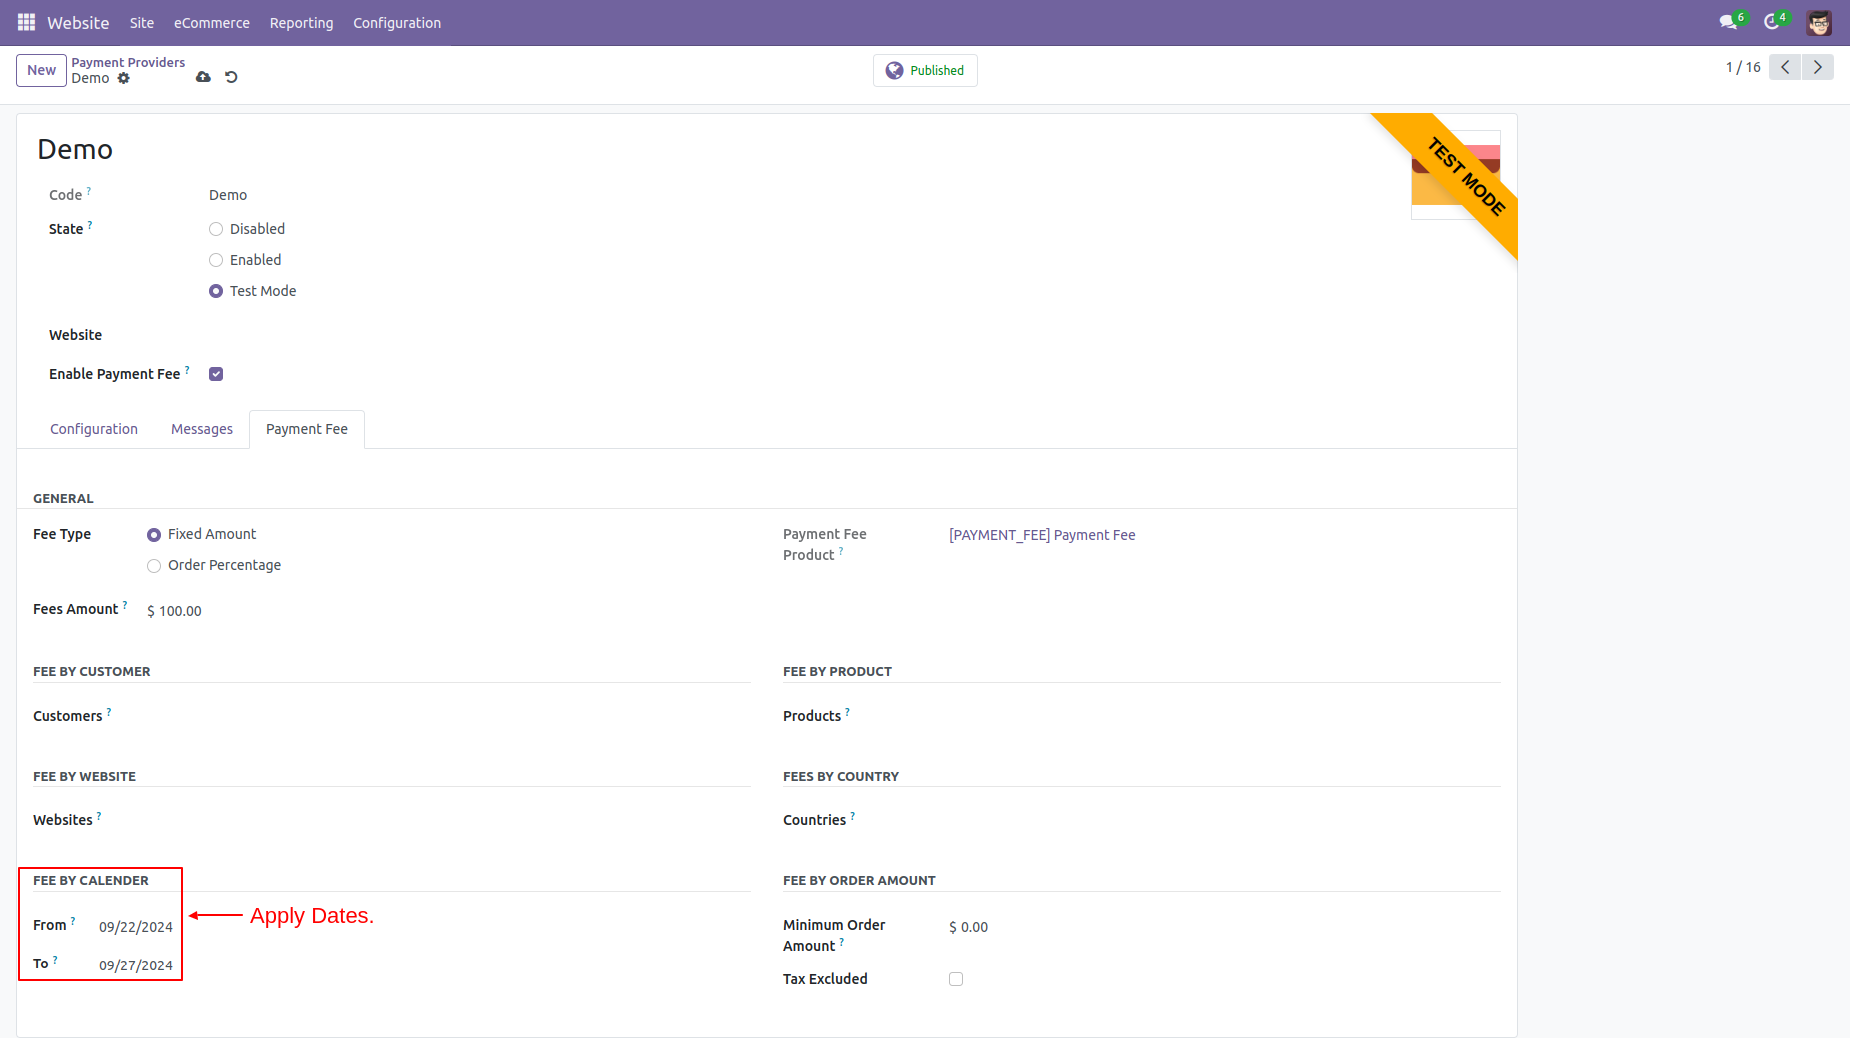 Website Site eCommerce Reporting Configuration 6 4
New Payment Providers
Demo
Published
1 / 16
TEST MODE
Demo
Code ? Demo
State ? Disabled
Enabled
Test Mode
Website
Enable Payment Fee ?
Configuration Messages Payment Fee
GENERAL
Fee Type Fixed Amount
Order Percentage
Payment Fee
Product ?
[PAYMENT_FEE] Payment Fee
Fees Amount ? $ 100.00
FEE BY CUSTOMER
Customers ?
FEE BY PRODUCT
Products ?
FEE BY WEBSITE
Websites ?
FEES BY COUNTRY
Countries ?
FEE BY CALENDER
From ? 09/22/2024
To ? 09/27/2024
Apply Dates.
FEE BY ORDER AMOUNT
Minimum Order
Amount ?
$ 0.00
Tax Excluded